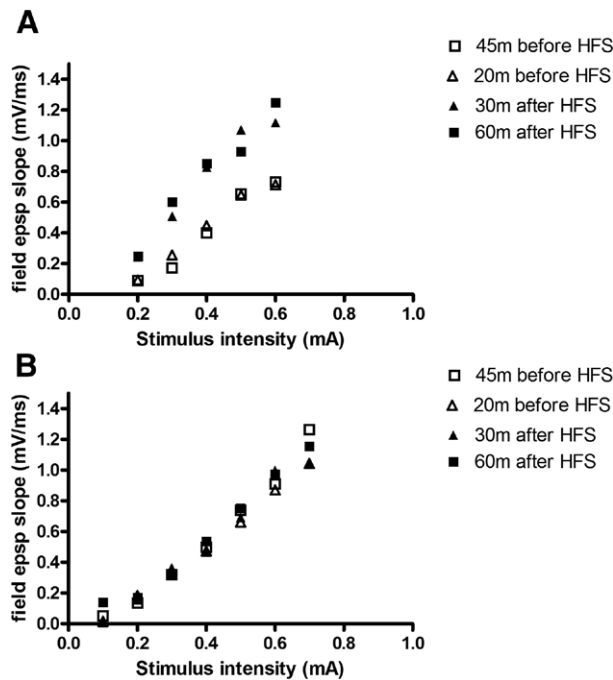 A
45m before HFS
20m before HFS
30m after HFS
60m after HFS
field epsp slope (mV/ms)
1.4
1.2
1.0
0.8
0.6
0.4
0.2
0.0
0.0 0.2 0.4 0.6 0.8 1.0
Stimulus intensity (mA)
B
45m before HFS
20m before HFS
30m after HFS
60m after HFS
field epsp slope (mV/ms)
1.4
1.2
1.0
0.8
0.6
0.4
0.2
0.0
0.0 0.2 0.4 0.6 0.8 1.0
Stimulus intensity (mA)